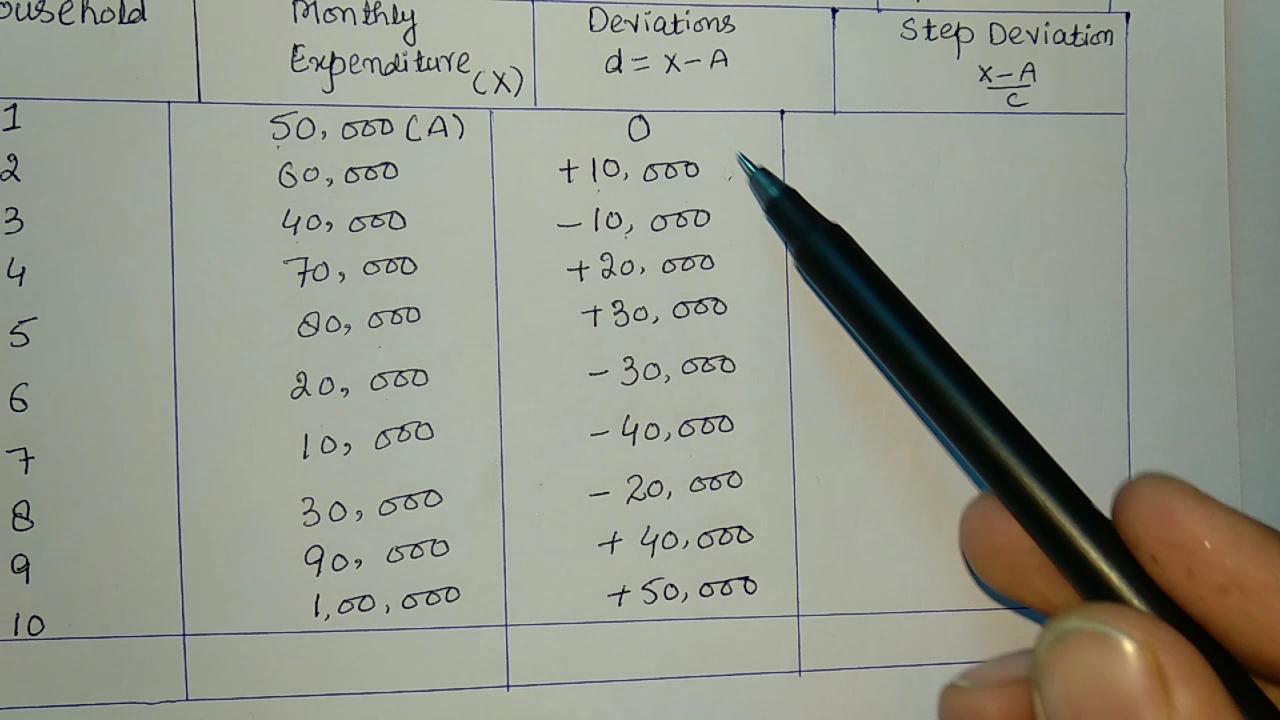 ousehold Monthly Expenditure (X) Deviations d = X - A Step Deviation X - A / C
1 50,000 (A) 0
2 60,000 +10,000
3 40,000 -10,000
4 70,000 +20,000
5 80,000 +30,000
6 20,000 -30,000
7 10,000 -40,000
8 30,000 -20,000
9 90,000 +40,000
10 1,00,000 +50,000